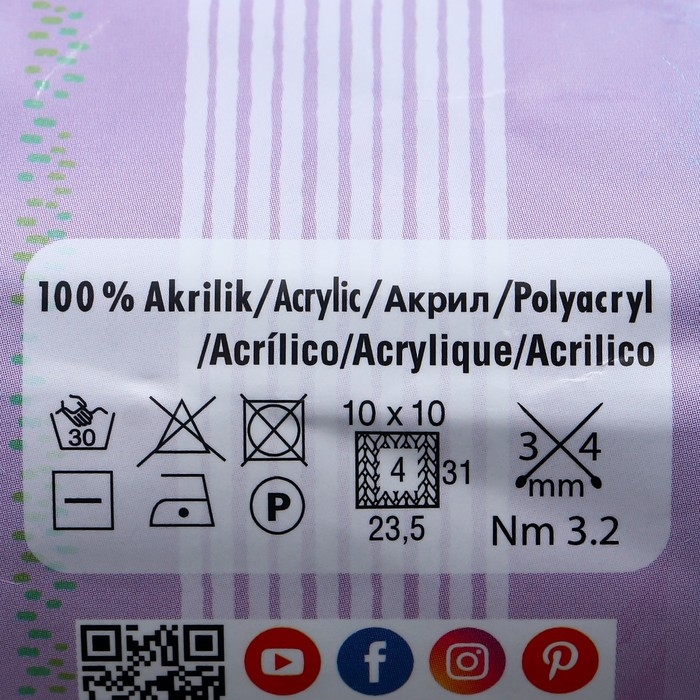 100 % Akrilik/Acrylic/Акрил/Polyacryl
/Acrílico/Acrylique/Acrilico
30
P
10 x 10
4
31
23,5
3 4
mm
Nm 3.2